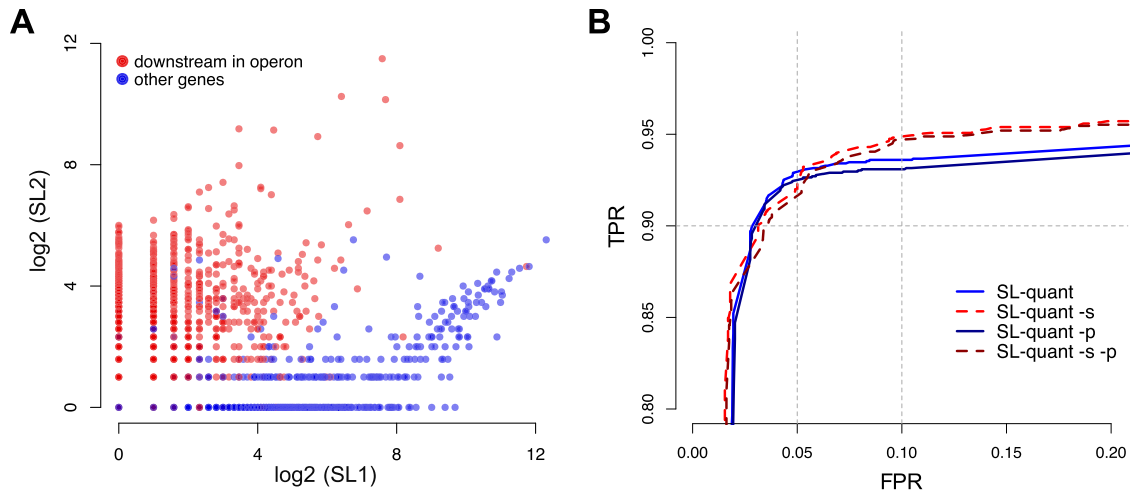 A
log2 (SL2)
12
8
4
0
downstream in operon
other genes
0
4
8
12
log2 (SL1)
B
TPR
1.00
0.95
0.90
0.85
0.80
SL-quant
SL-quant -s
SL-quant -p
SL-quant -s -p
0.00
0.05
0.10
0.15
0.20
FPR